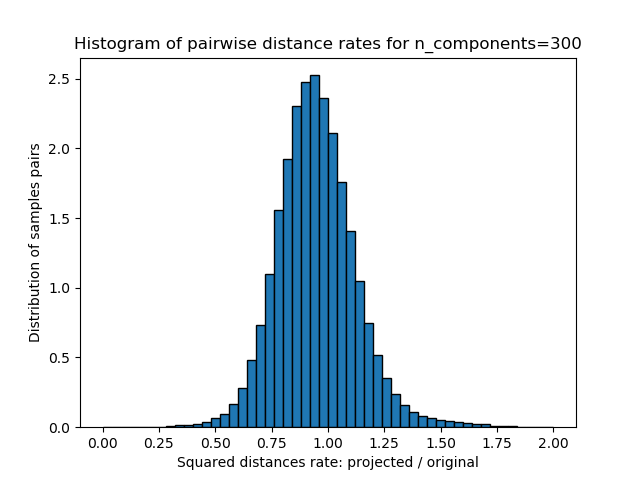 Histogram of pairwise distance rates for n_components=300
Distribution of samples pairs
2.5
2.0
1.5
1.0
0.5
0.0
0.00 0.25 0.50 0.75 1.00 1.25 1.50 1.75 2.00
Squared distances rate: projected / original